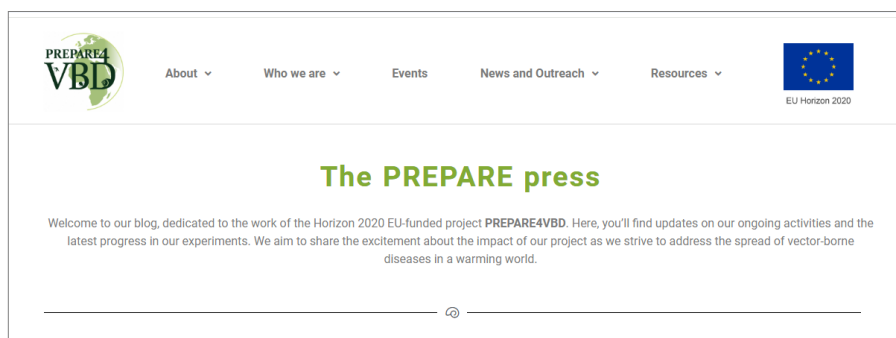 PREPARE4
VBD
About
Who we are
Events
News and Outreach
Resources
EU Horizon 2020
The PREPARE press
Welcome to our blog, dedicated to the work of the Horizon 2020 EU-funded project PREPARE4VBD. Here, you'll find updates on our ongoing activities and the
latest progress in our experiments. We aim to share the excitement about the impact of our project as we strive to address the spread of vector-borne
diseases in a warming world.